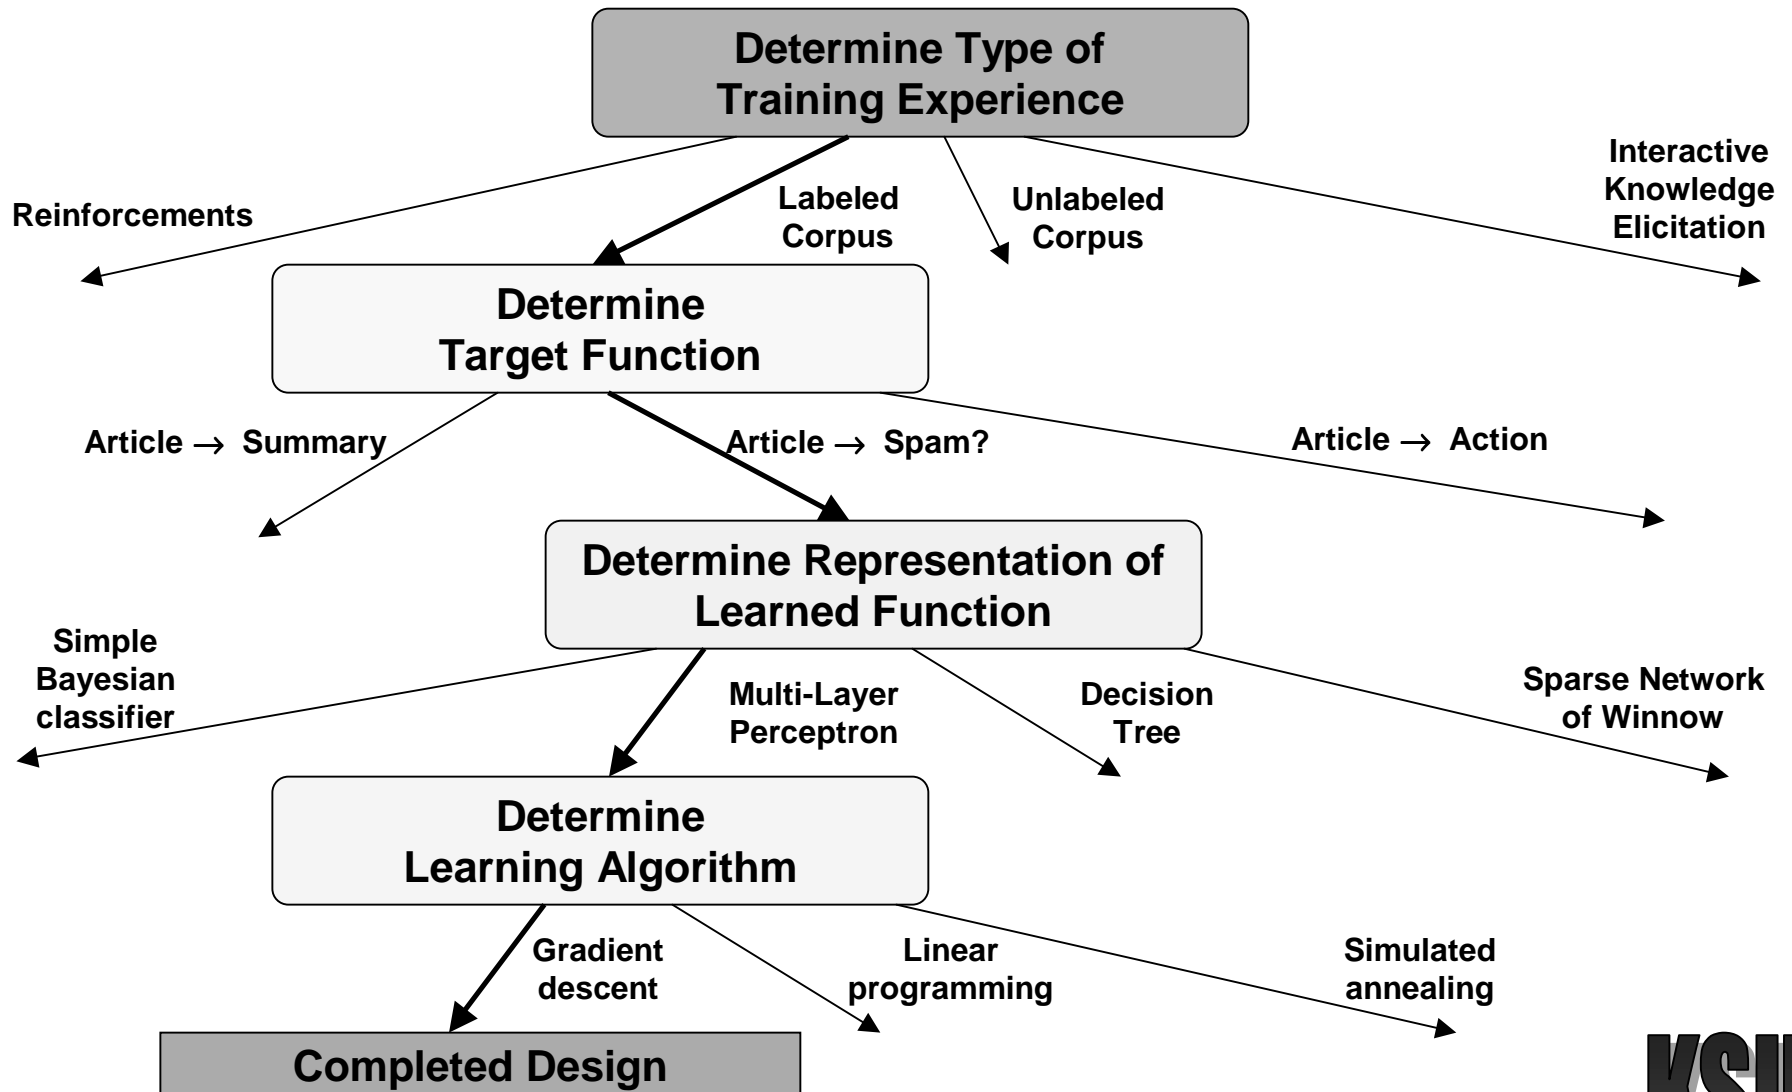 Determine Type of
Training Experience
Reinforcements
Labeled
Corpus
Unlabeled
Corpus
Interactive
Knowledge
Elicitation
Determine
Target Function
Article → Summary
Article → Spam?
Article → Action
Determine Representation of
Learned Function
Simple
Bayesian
classifier
Multi-Layer
Perceptron
Decision
Tree
Sparse Network
of Winnow
Determine
Learning Algorithm
Gradient
descent
Linear
programming
Simulated
annealing
Completed Design